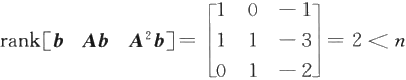 rank[b Ab A²b] = [1 0 -1; 1 1 -3; 0 1 -2] = 2 < n